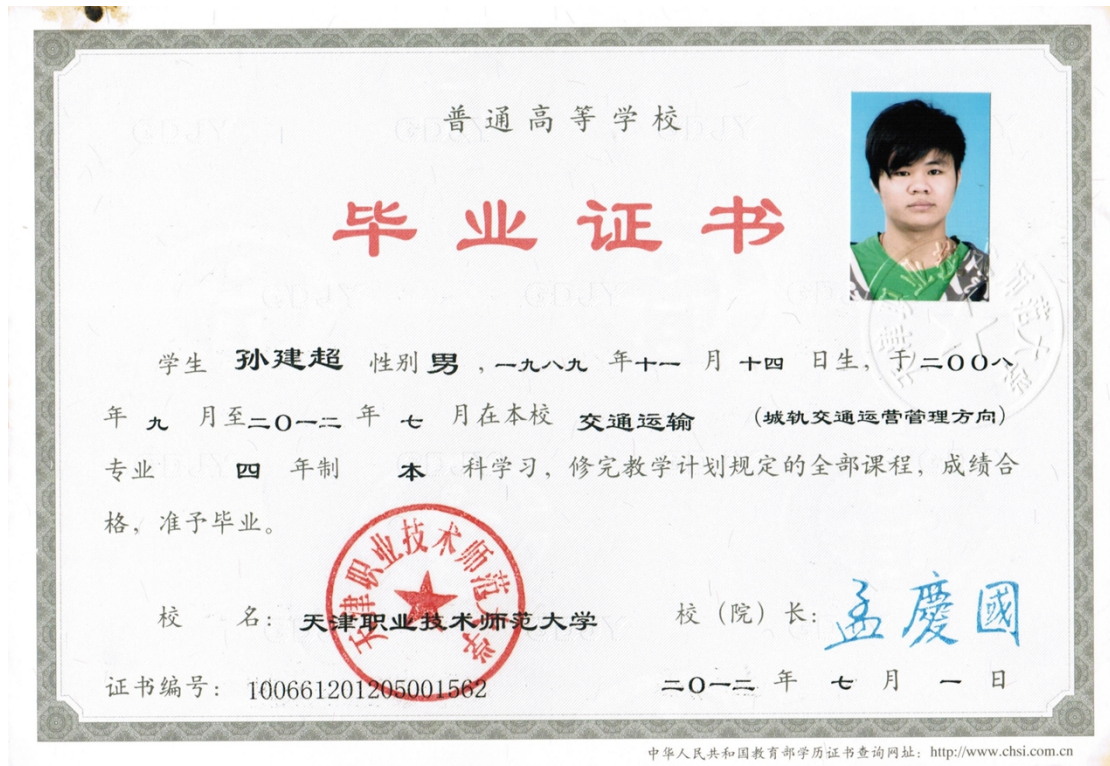 普通高等学校
毕业证书
学生 孙建超 性别 男 ，一九八九 年十一 月 十四 日生，于二〇〇八
年 九 月至二〇一二 年 七 月在本校 交通运输 （城轨交通运营管理方向）
专业 四 年制 本 科学习，修完教学计划规定的全部课程，成绩合
格，准予毕业。
天津职业技术师范大学
校 名：天津职业技术师范大学 校（院）长：孟慶國
证书编号：100661201205001562 二〇一二 年 七 月 一 日
中华人民共和国教育部学历证书查询网址：http://www.chsi.com.cn